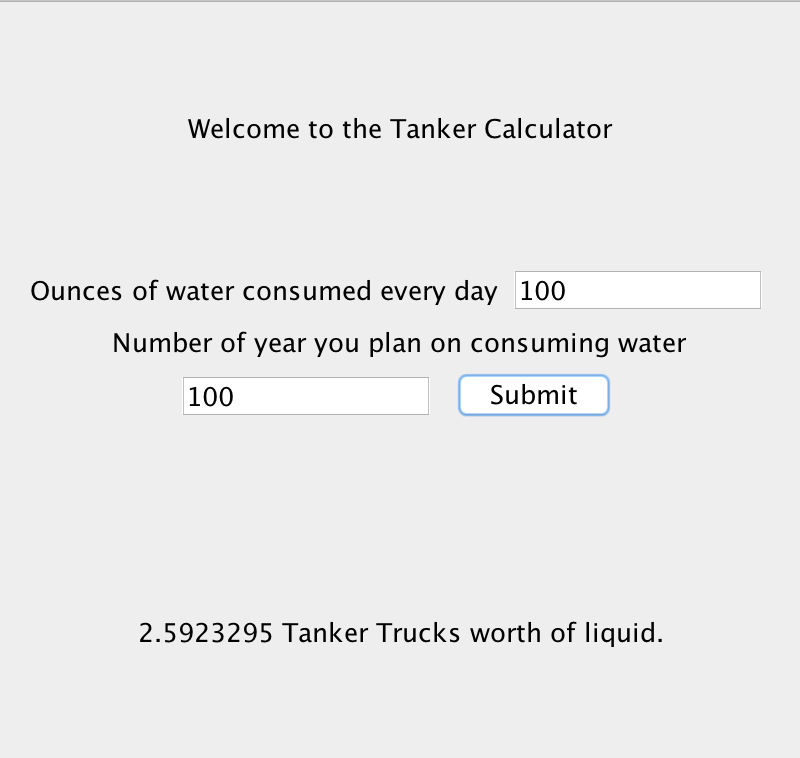 Welcome to the Tanker Calculator
Ounces of water consumed every day 100
Number of year you plan on consuming water
100 Submit
2.5923295 Tanker Trucks worth of liquid.